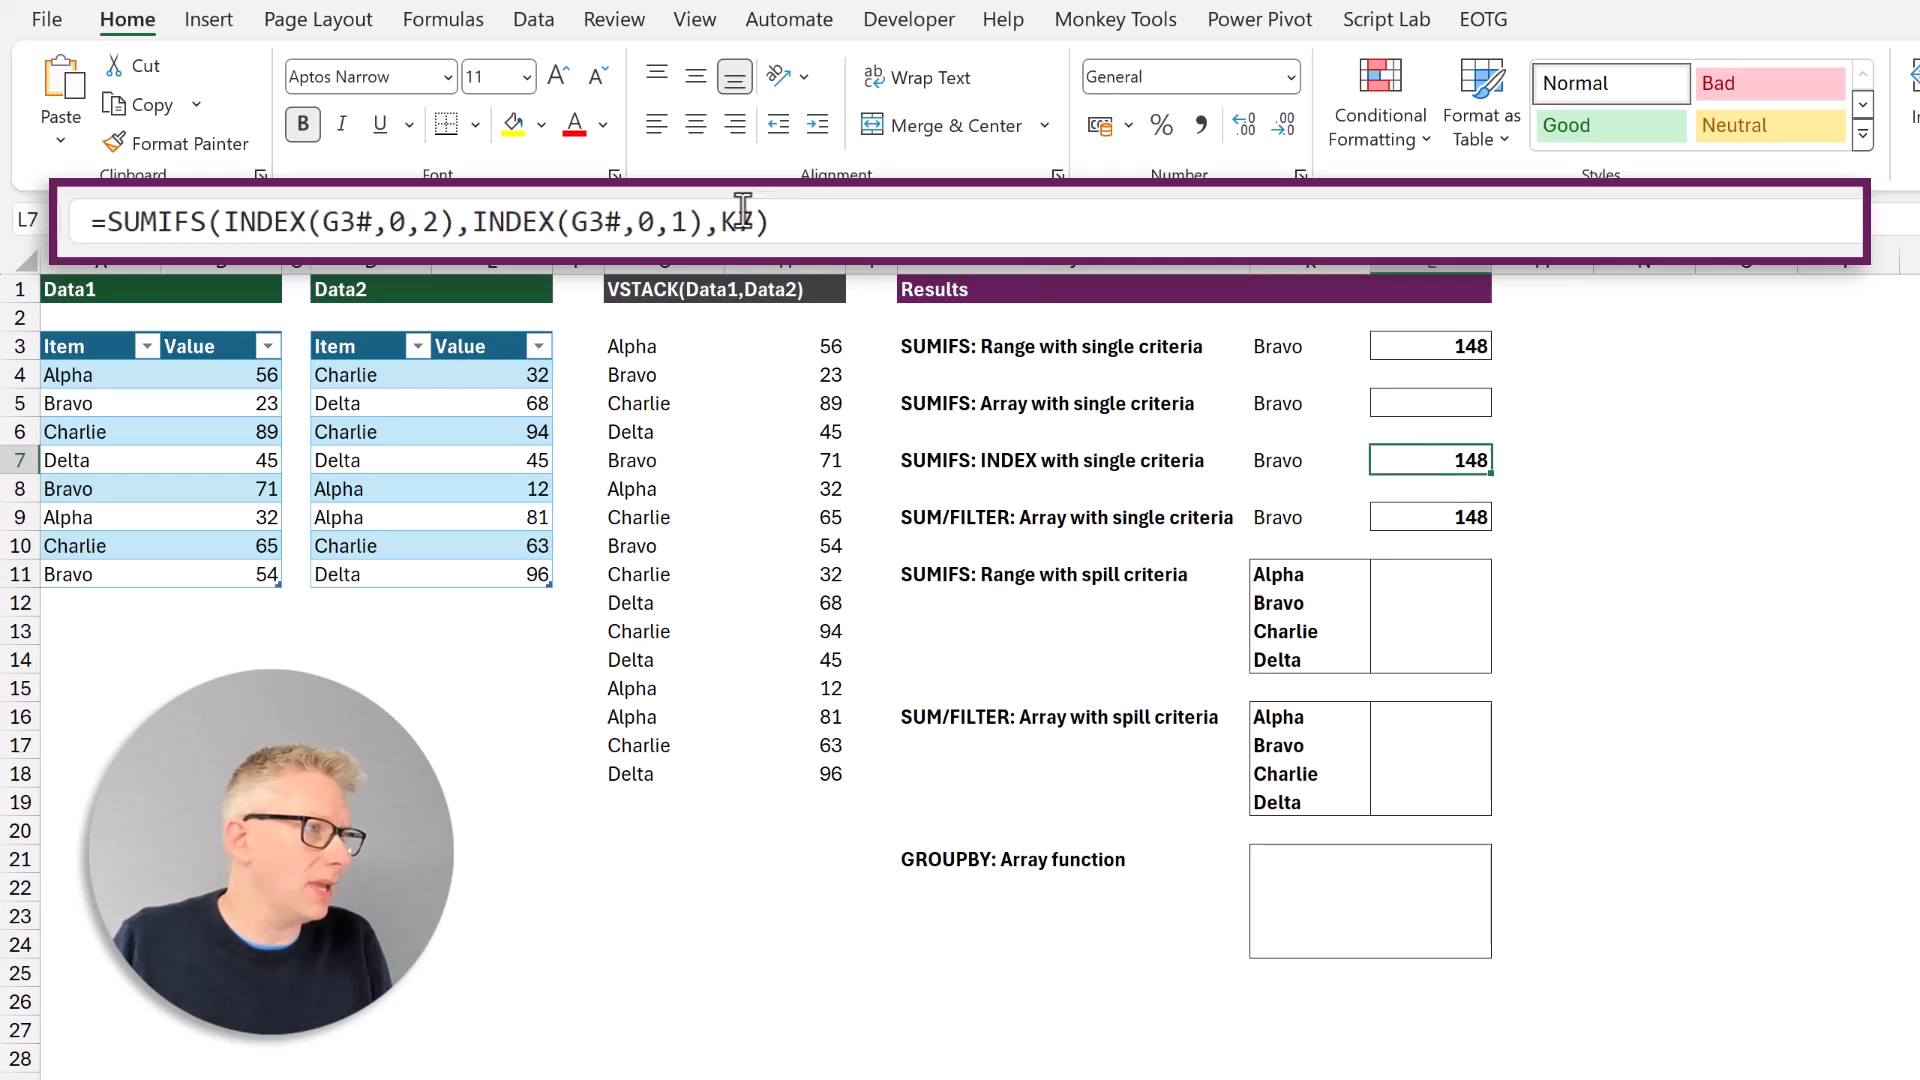 File Home Insert Page Layout Formulas Data Review View Automate Developer Help Monkey Tools Power Pivot Script Lab EOTG
Paste Cut Copy Format Painter
Aptos Narrow 11
B I U A
Wrap Text
Merge & Center
General
Conditional Formatting
Format as Table
Normal Bad
Good Neutral
Clipboard Font Alignment Number Styles
L7 =SUMIFS(INDEX(G3#,0,2),INDEX(G3#,0,1),K7)
1 Data1 Data2 VSTACK(Data1,Data2) Results
2
3 Item Value Item Value Alpha 56 SUMIFS: Range with single criteria Bravo 148
4 Alpha 56 Charlie 32 Bravo 23
5 Bravo 23 Delta 68 Charlie 89 SUMIFS: Array with single criteria Bravo
6 Charlie 89 Charlie 94 Delta 45
7 Delta 45 Delta 45 Bravo 71 SUMIFS: INDEX with single criteria Bravo 148
8 Bravo 71 Alpha 12 Alpha 32
9 Alpha 32 Alpha 81 Charlie 65 SUM/FILTER: Array with single criteria Bravo 148
10 Charlie 65 Charlie 63 Bravo 54
11 Bravo 54 Delta 96 Charlie 32 SUMIFS: Range with spill criteria Alpha
12 Delta 68 Bravo
13 Charlie 94 Charlie
14 Delta 45 Delta
15 Alpha 12
16 Alpha 81 SUM/FILTER: Array with spill criteria Alpha
17 Charlie 63 Bravo
18 Delta 96 Charlie
19 Delta
20
21 GROUPBY: Array function
22
23
24
25
26
27
28